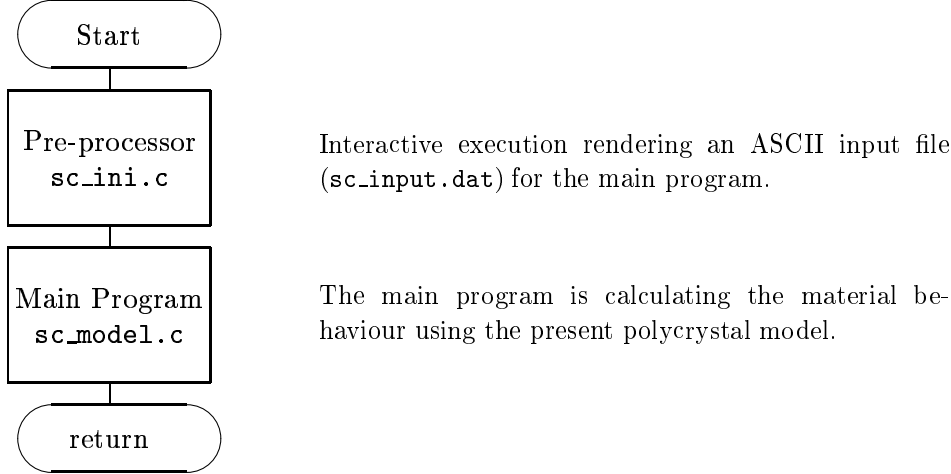 Start
Pre-processor
sc_ini.c
Interactive execution rendering an ASCII input file
(sc_input.dat) for the main program.
Main Program
sc_model.c
The main program is calculating the material be-
haviour using the present polycrystal model.
return